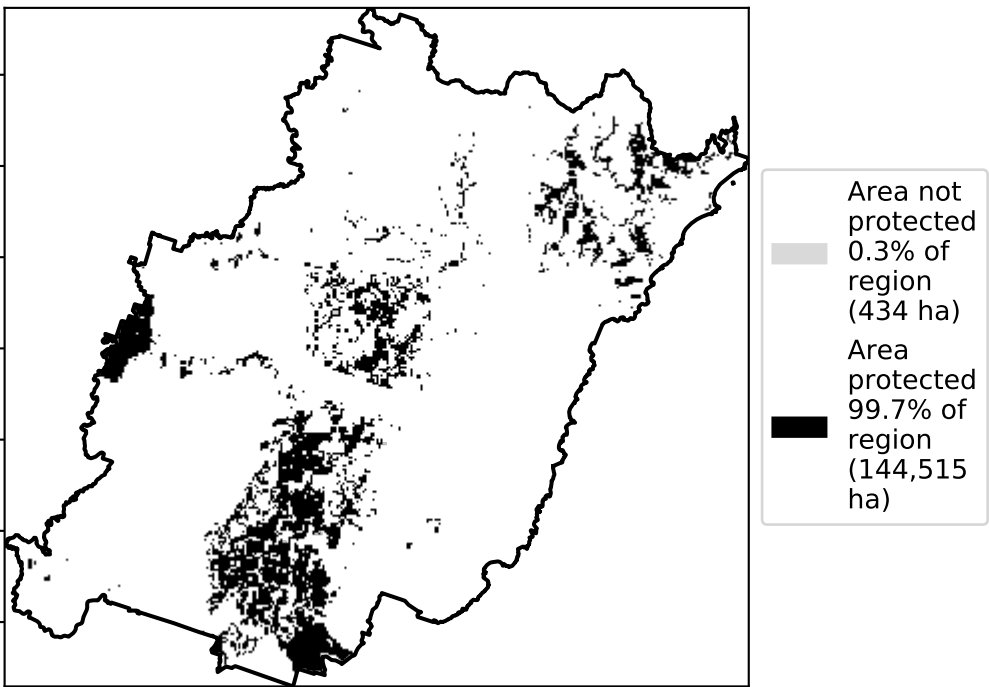 Area not
protected
0.3% of
region
(434 ha)
Area
protected
99.7% of
region
(144,515
ha)